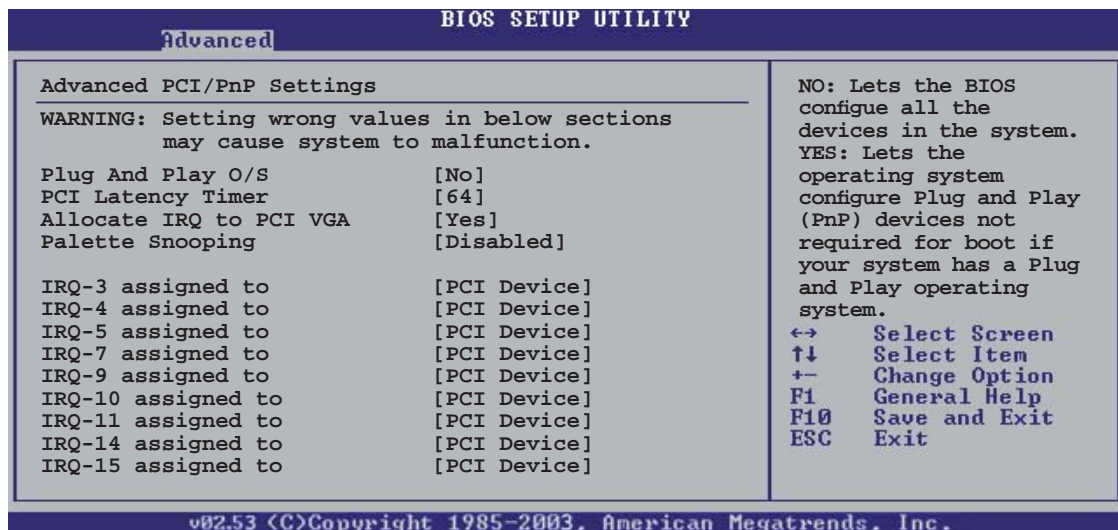 BIOS SETUP UTILITY
Advanced
Advanced PCI/PnP Settings
WARNING: Setting wrong values in below sections
may cause system to malfunction.
Plug And Play O/S [No]
PCI Latency Timer [64]
Allocate IRQ to PCI VGA [Yes]
Palette Snooping [Disabled]
IRQ-3 assigned to [PCI Device]
IRQ-4 assigned to [PCI Device]
IRQ-5 assigned to [PCI Device]
IRQ-7 assigned to [PCI Device]
IRQ-9 assigned to [PCI Device]
IRQ-10 assigned to [PCI Device]
IRQ-11 assigned to [PCI Device]
IRQ-14 assigned to [PCI Device]
IRQ-15 assigned to [PCI Device]
NO: Lets the BIOS
configue all the
devices in the system.
YES: Lets the
operating system
configure Plug and Play
(PnP) devices not
required for boot if
your system has a Plug
and Play operating
system.
←→ Select Screen
↑↓ Select Item
+- Change Option
F1 General Help
F10 Save and Exit
ESC Exit
v02.53 (C)Copyright 1985-2003, American Megatrends, Inc.